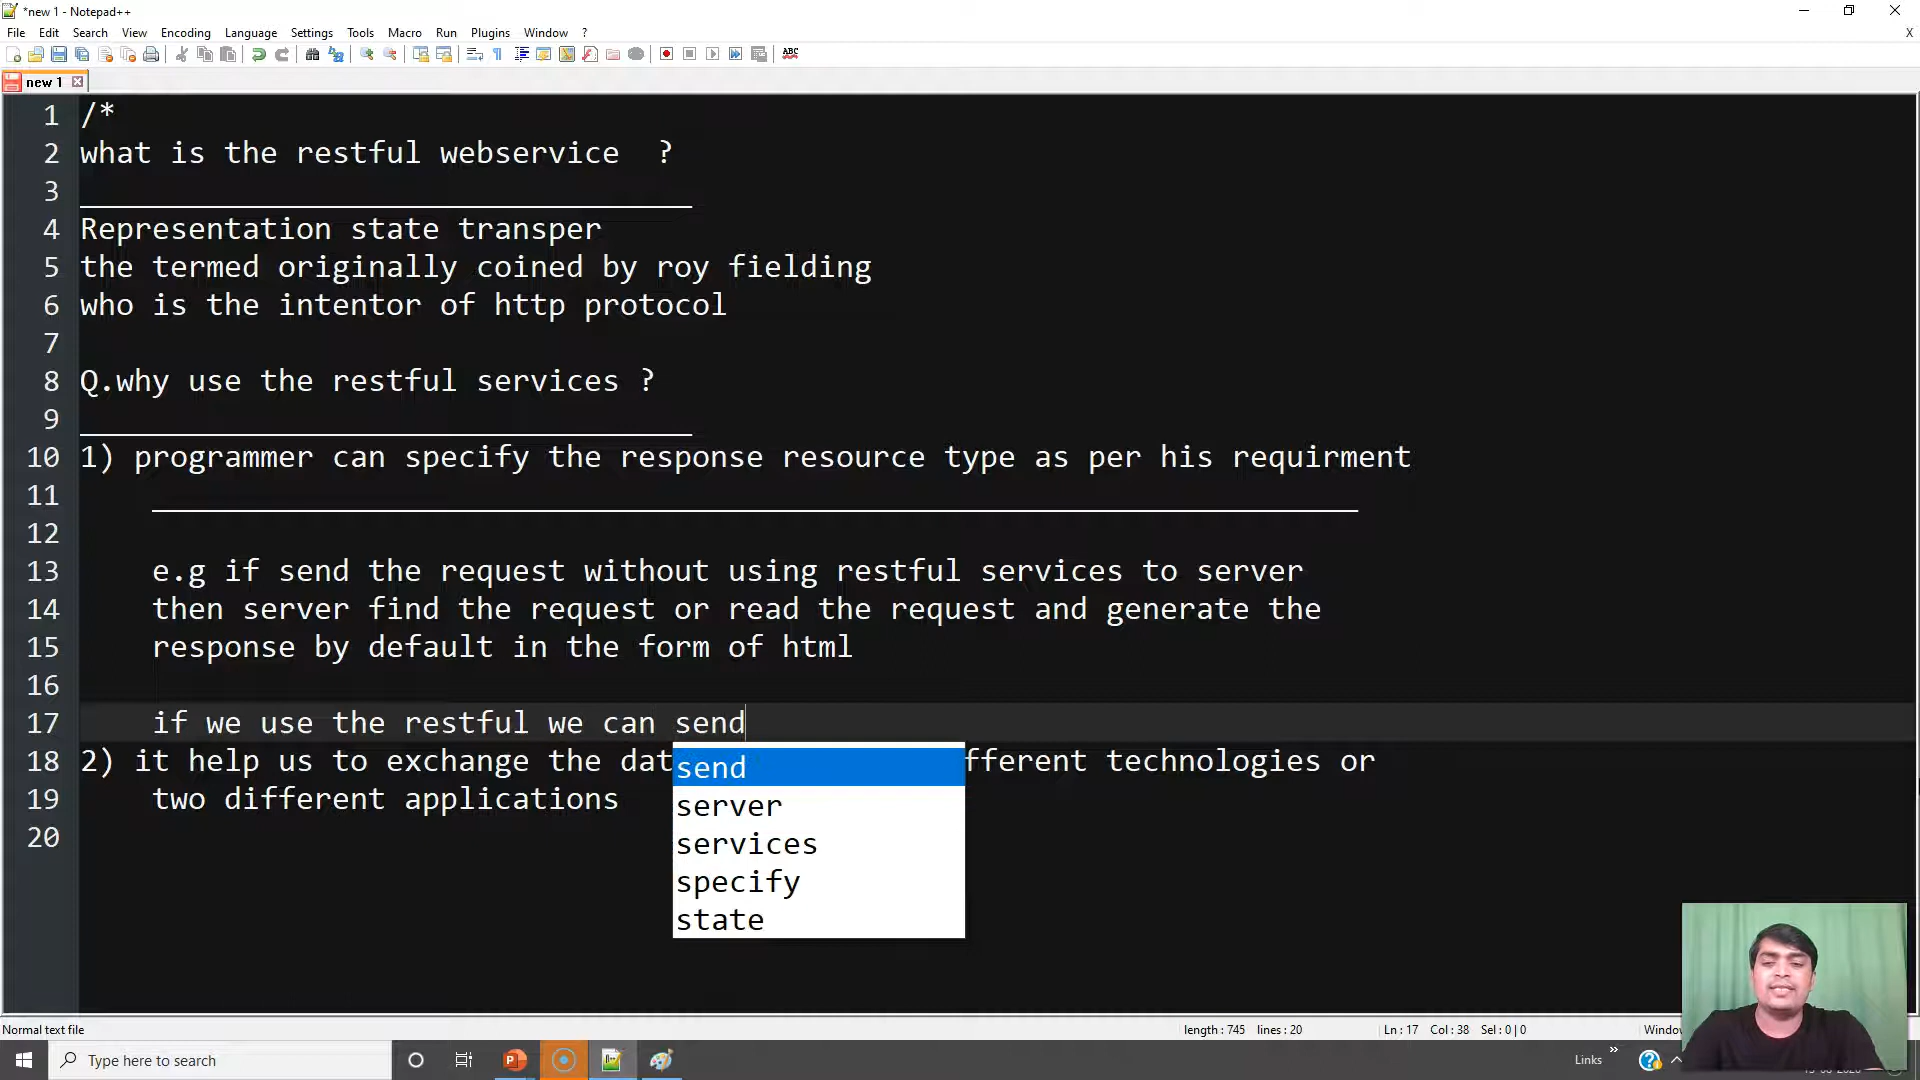 *new 1 - Notepad++
File Edit Search View Encoding Language Settings Tools Macro Run Plugins Window ? X
new 1
1 /*
2 what is the restful webservice ?
3
4 Representation state transper
5 the termed originally coined by roy fielding
6 who is the intentor of http protocol
7
8 Q.why use the restful services ?
9
10 1) programmer can specify the response resource type as per his requirment
11
12
13 e.g if send the request without using restful services to server
14 then server find the request or read the request and generate the
15 response by default in the form of html
16
17 if we use the restful we can send
18 2) it help us to exchange the dat fferent technologies or
19 two different applications
20
send
server
services
specify
state
Normal text file length : 745 lines : 20 Ln : 17 Col : 38 Sel : 0 | 0 Windo
Type here to search Links